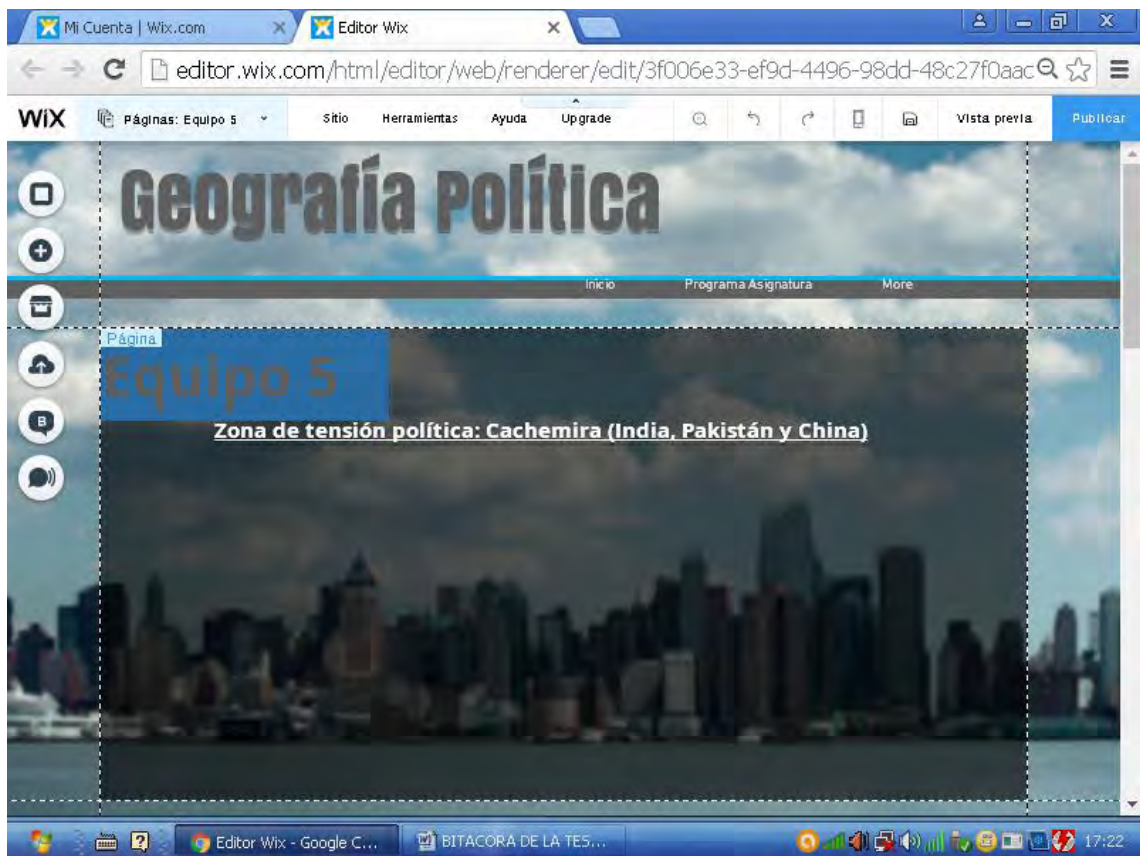 Mi Cuenta | Wix.com
Editor Wix
editor.wix.com/html/editor/web/renderer/edit/3f006e33-ef9d-4496-98dd-48c27f0aac
WiX Páginas: Equipo 5 Sitio Herramientas Ayuda Upgrade Vista previa Publicar
Geografía Política
Inicio Programa Asignatura More
Página
Equipo 5
Zona de tensión política: Cachemira (India, Pakistán y China)
B
Editor Wix - Google C... BITACORA DE LA TES... 17:22